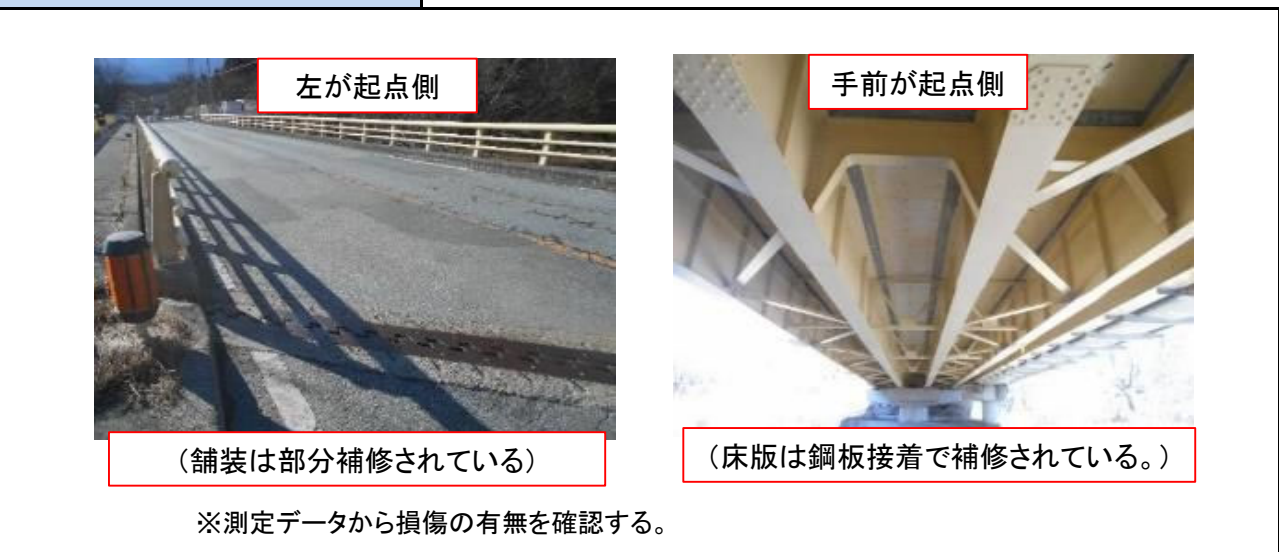 左が起点側
手前が起点側
（舗装は部分補修されている）
（床版は鋼板接着で補修されている。）
※測定データから損傷の有無を確認する。